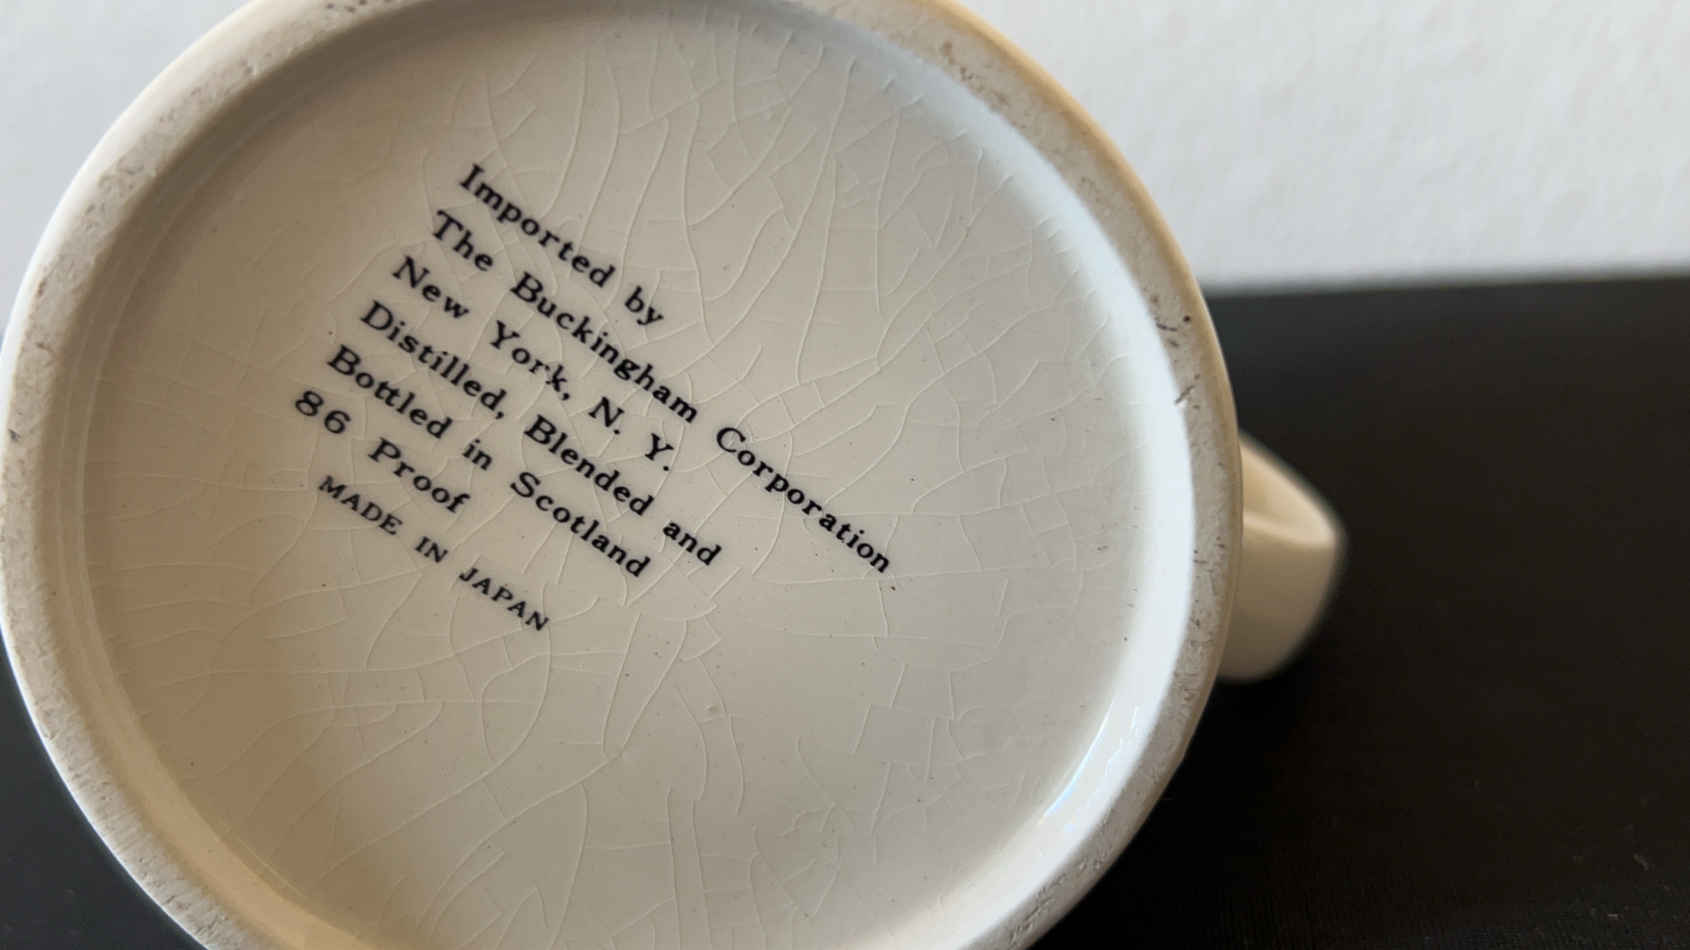 Imported by
The Buckingham Corporation
New York, N. Y.
Distilled, Blended and
Bottled in Scotland
86 Proof
MADE IN JAPAN